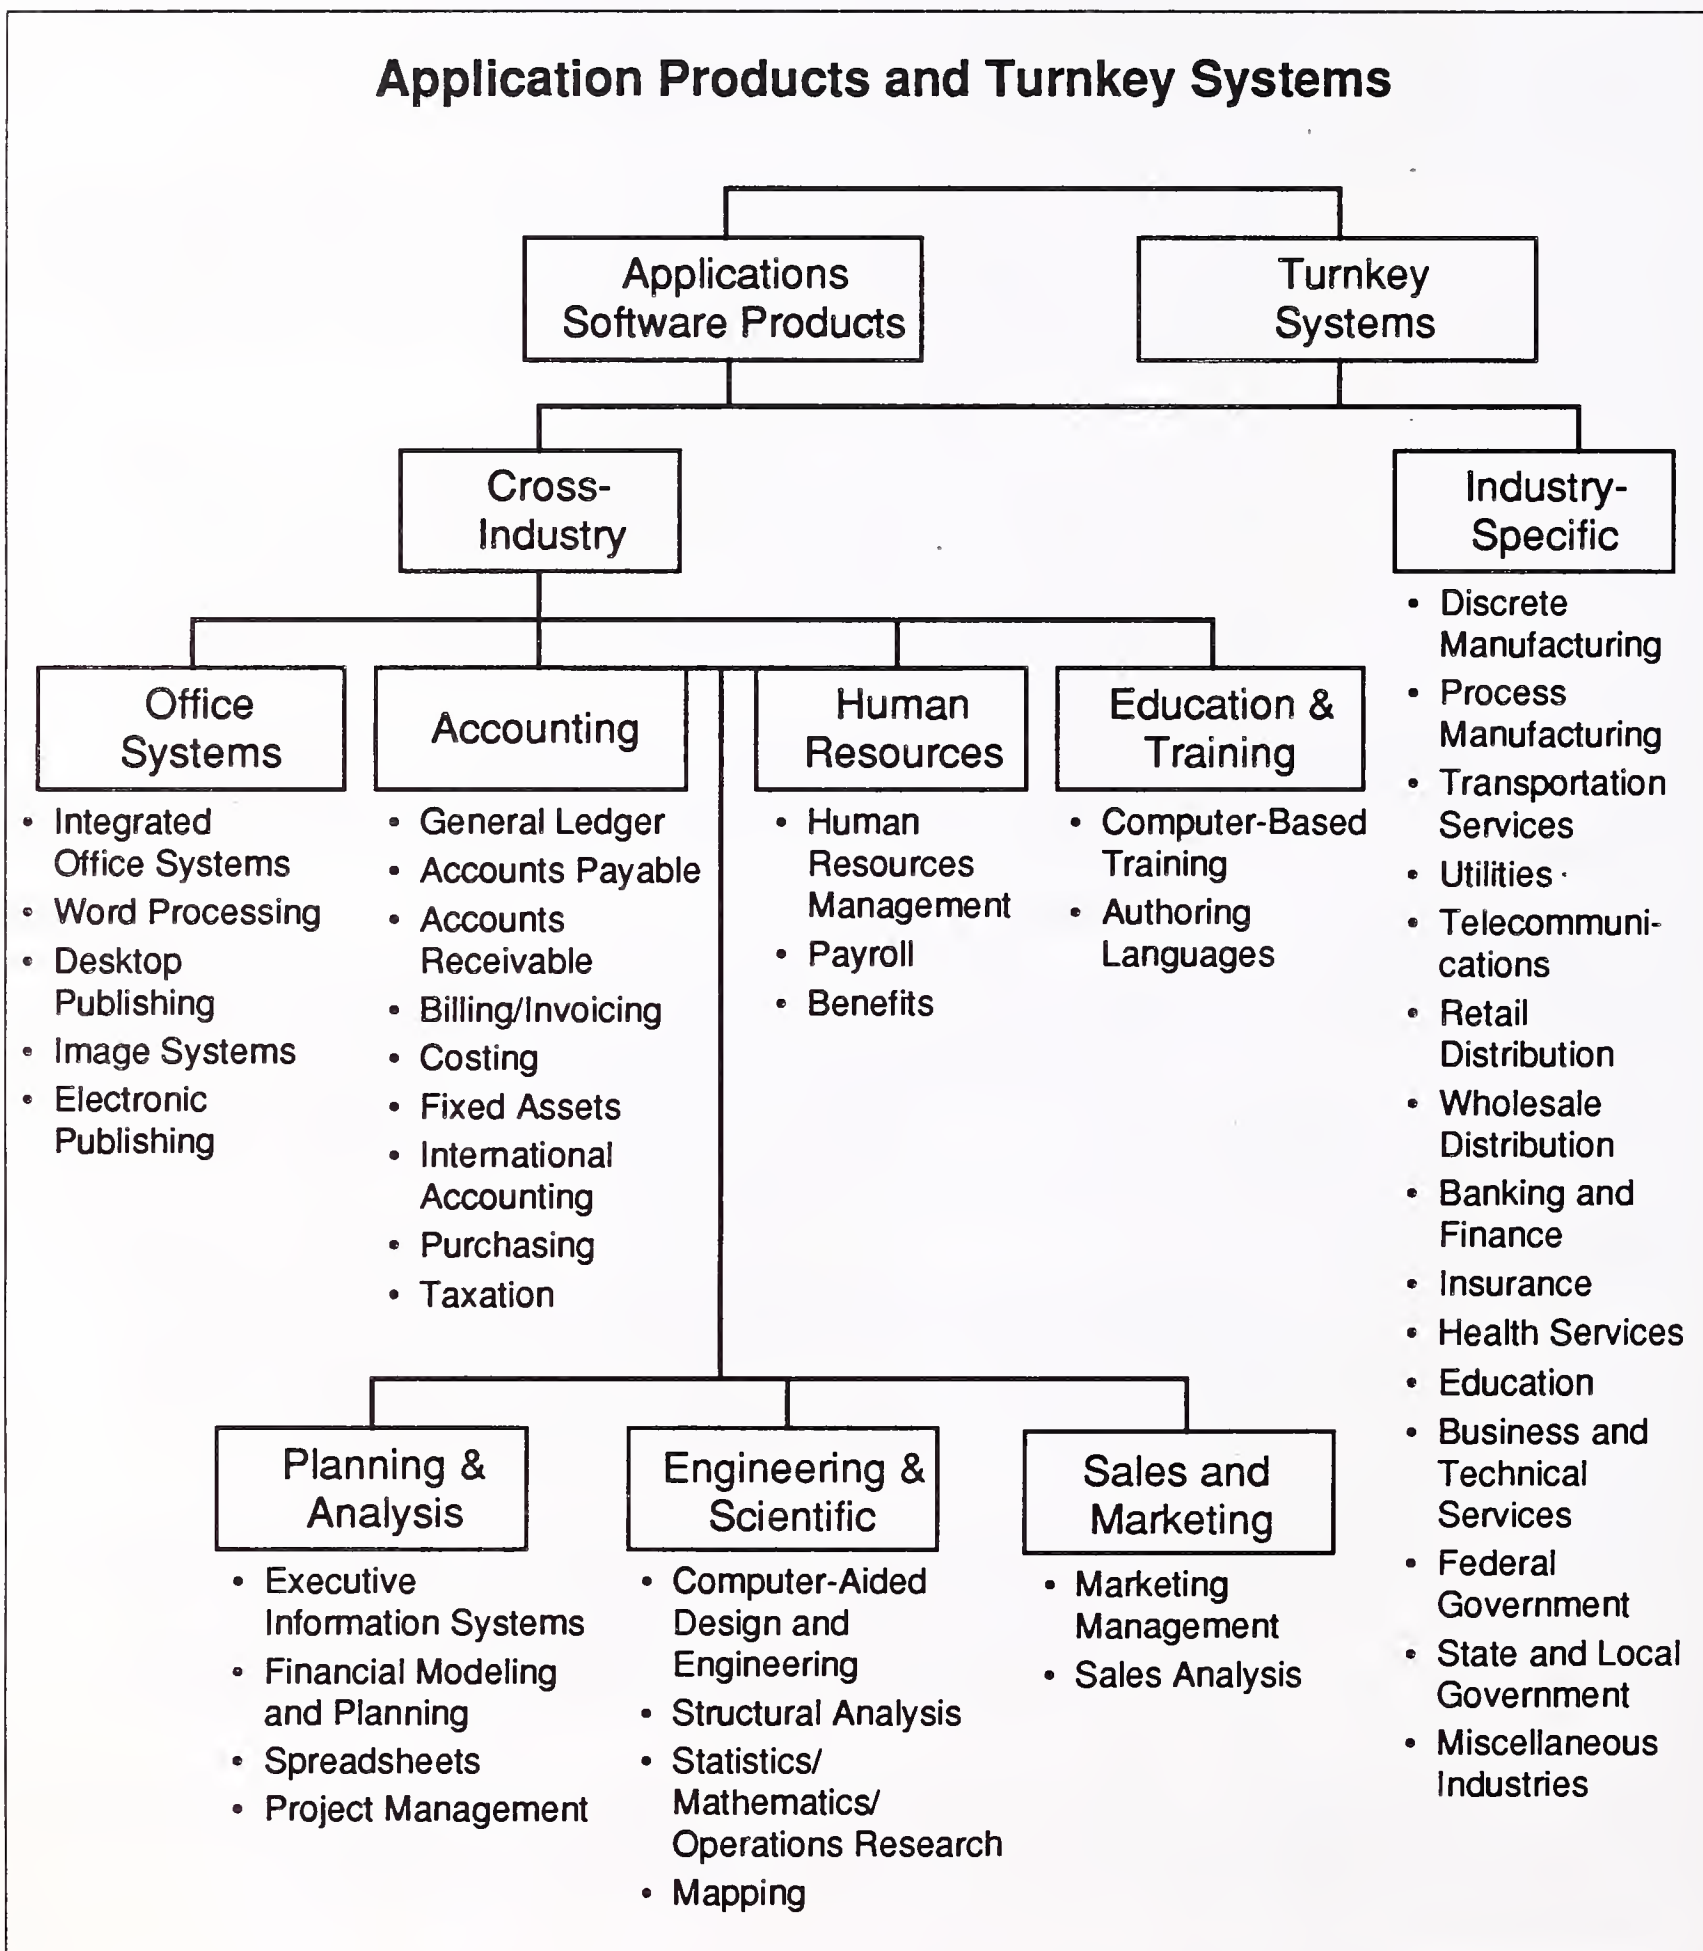 Application Products and Turnkey Systems
Applications
Software Products
Turnkey
Systems
Cross-
Industry
Industry-
Specific
• Discrete
Manufacturing
• Process
Manufacturing
• Transportation
Services
• Utilities
• Telecommuni-
cations
• Retail
Distribution
• Wholesale
Distribution
• Banking and
Finance
• Insurance
• Health Services
• Education
• Business and
Technical
Services
• Federal
Government
• State and Local
Government
• Miscellaneous
Industries
Office
Systems
• Integrated
Office Systems
• Word Processing
• Desktop
Publishing
• Image Systems
• Electronic
Publishing
Accounting
• General Ledger
• Accounts Payable
• Accounts
Receivable
• Billing/Invoicing
• Costing
• Fixed Assets
• International
Accounting
• Purchasing
• Taxation
Human
Resources
• Human
Resources
Management
• Payroll
• Benefits
Education &
Training
• Computer-Based
Training
• Authoring
Languages
Planning &
Analysis
• Executive
Information Systems
• Financial Modeling
and Planning
• Spreadsheets
• Project Management
Engineering &
Scientific
• Computer-Aided
Design and
Engineering
• Structural Analysis
• Statistics/
Mathematics/
Operations Research
• Mapping
Sales and
Marketing
• Marketing
Management
• Sales Analysis